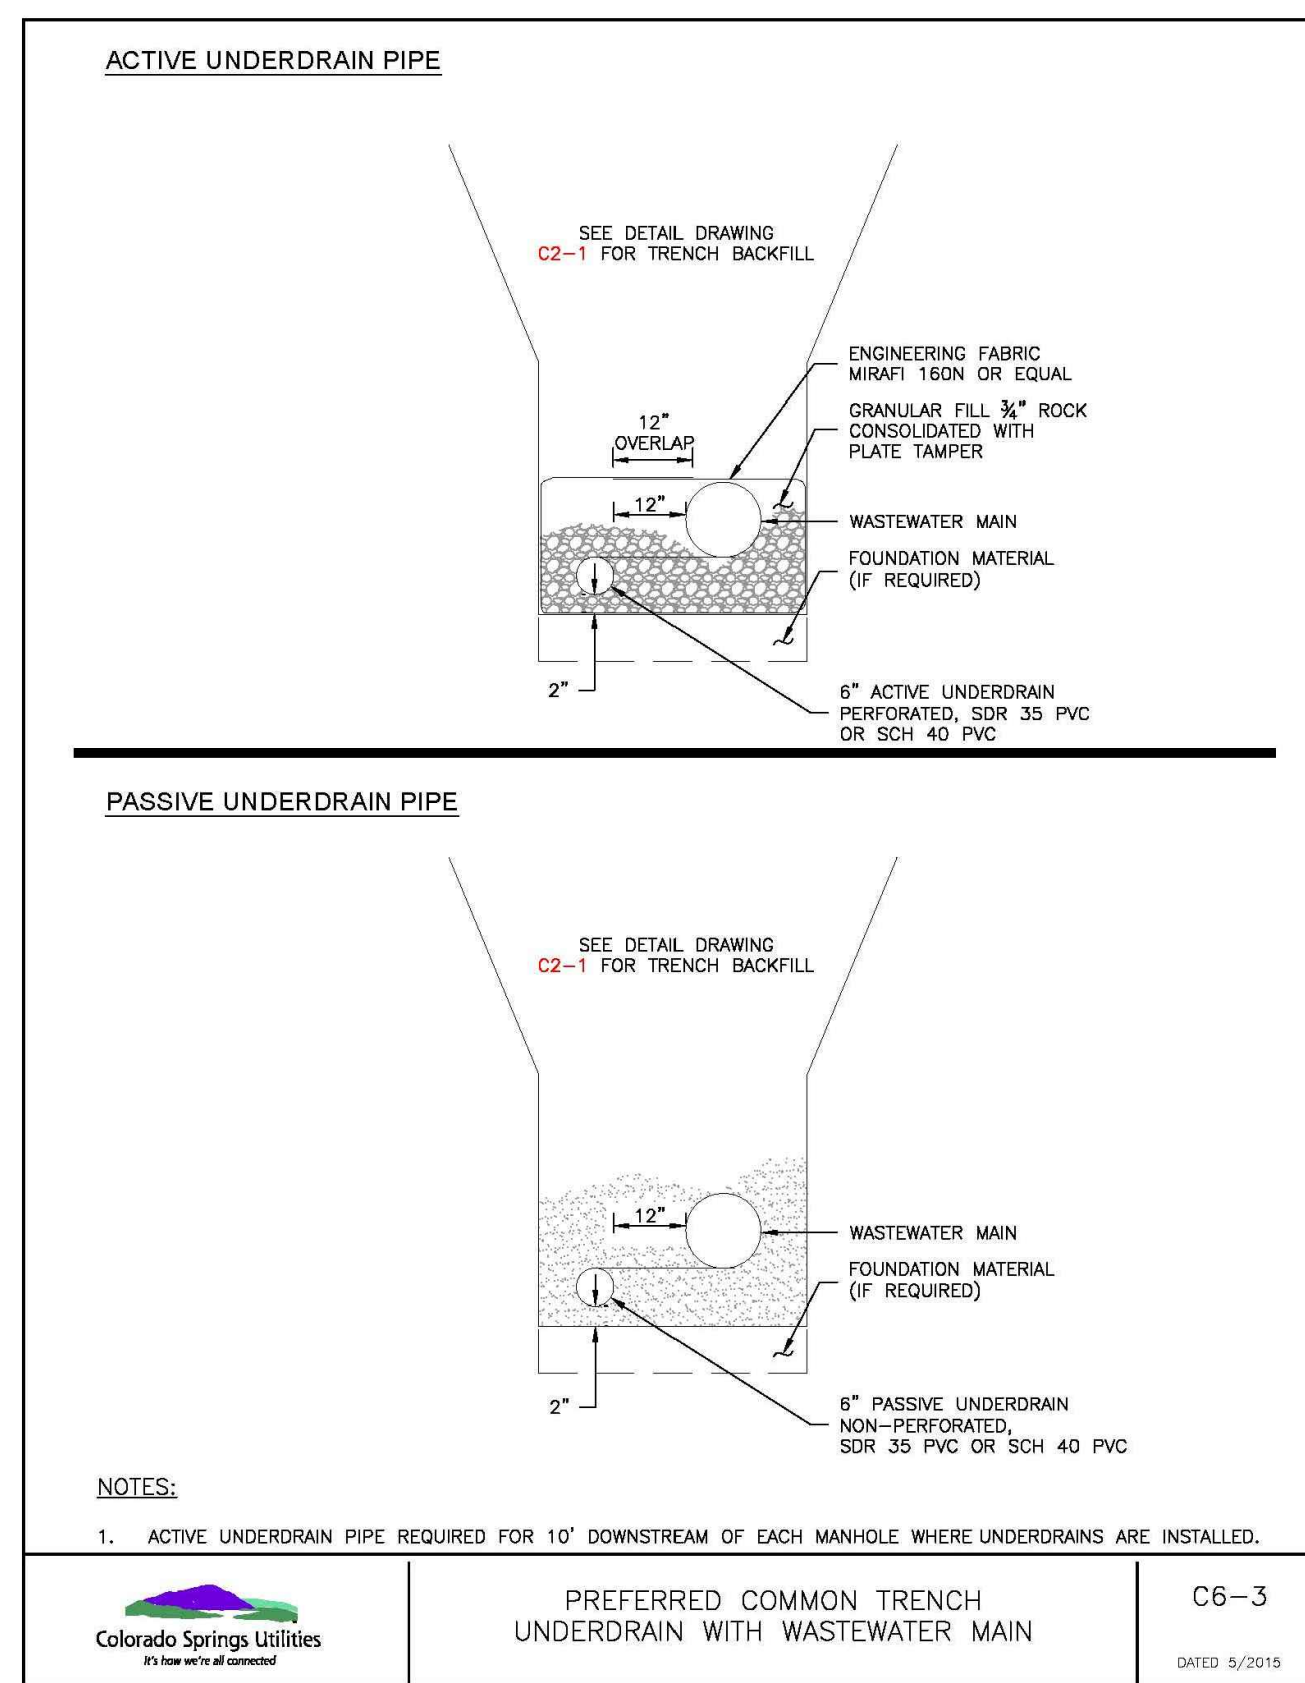 ACTIVE UNDERDRAIN PIPE
SEE DETAIL DRAWING
C2-1 FOR TRENCH BACKFILL
ENGINEERING FABRIC
MIRAFI 160N OR EQUAL
GRANULAR FILL ¾" ROCK
CONSOLIDATED WITH
PLATE TAMPER
12"
OVERLAP
12"
WASTEWATER MAIN
FOUNDATION MATERIAL
(IF REQUIRED)
2"
6" ACTIVE UNDERDRAIN
PERFORATED, SDR 35 PVC
OR SCH 40 PVC
PASSIVE UNDERDRAIN PIPE
SEE DETAIL DRAWING
C2-1 FOR TRENCH BACKFILL
12"
WASTEWATER MAIN
FOUNDATION MATERIAL
(IF REQUIRED)
2"
6" PASSIVE UNDERDRAIN
NON-PERFORATED,
SDR 35 PVC OR SCH 40 PVC
NOTES:
1. ACTIVE UNDERDRAIN PIPE REQUIRED FOR 10' DOWNSTREAM OF EACH MANHOLE WHERE UNDERDRAINS ARE INSTALLED.
Colorado Springs Utilities
It's how we're all connected
PREFERRED COMMON TRENCH
UNDERDRAIN WITH WASTEWATER MAIN
C6-3
DATED 5/2015